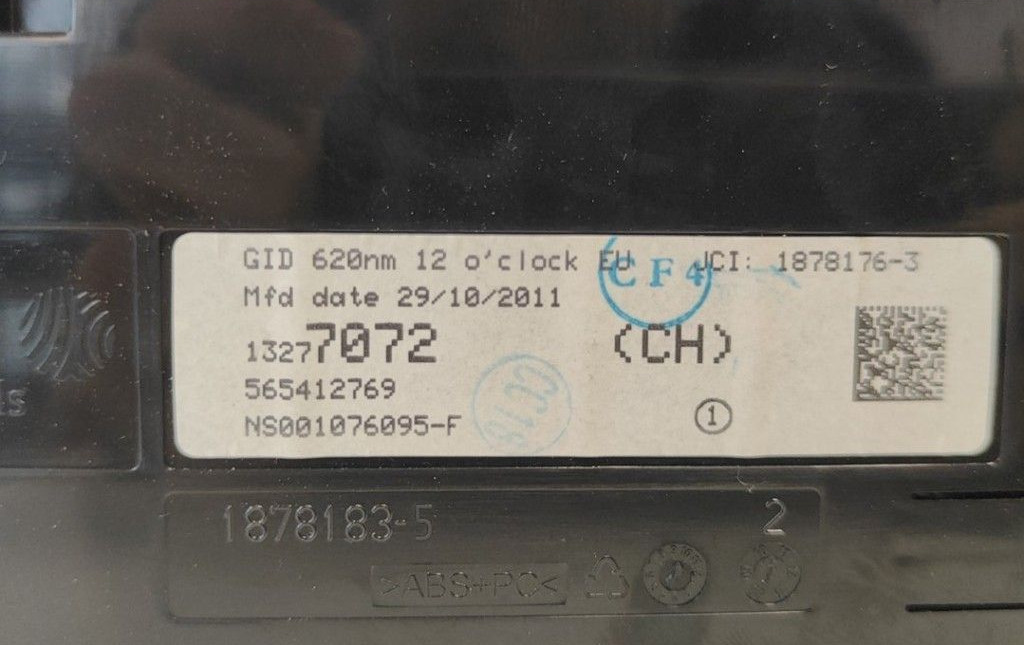 GID 620nm 12 o'clock EU JCI: 1878176-3
CF4
Mfd date 29/10/2011
13277072 (CH)
565412769
CC18
NS001076095-F 1
1878183-5 2
>ABS+PC<